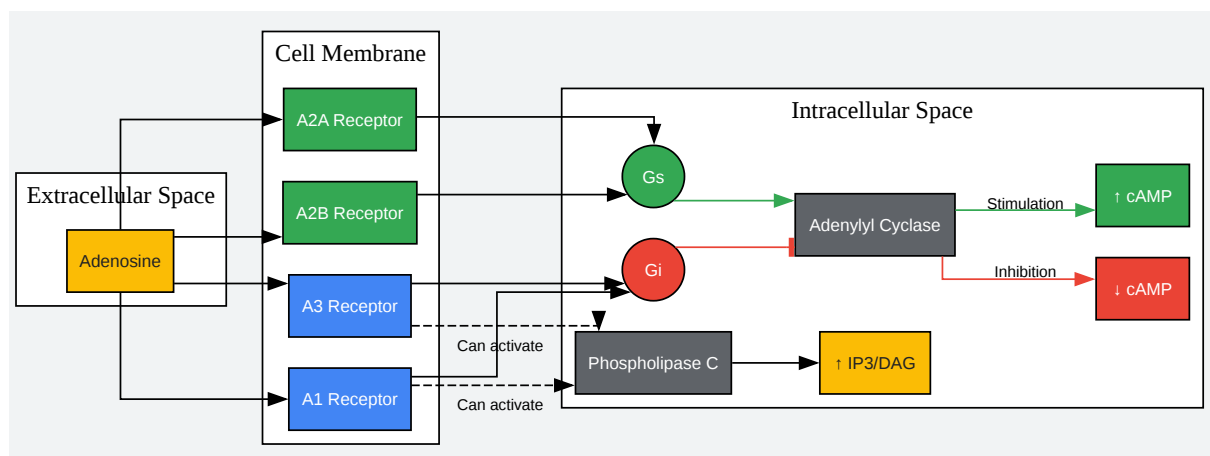 Cell Membrane
Extracellular Space
Adenosine
A2A Receptor
A2B Receptor
A3 Receptor
A1 Receptor
Can activate
Can activate
Intracellular Space
Gs
Gi
Adenylyl Cyclase
Stimulation
Inhibition
↑ cAMP
↓ cAMP
Phospholipase C
↑ IP3/DAG